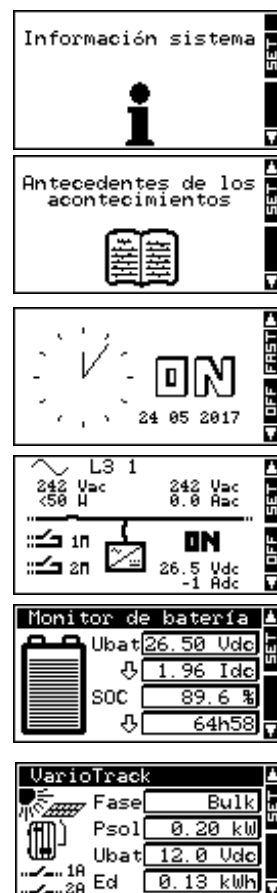 Información sistema
SET
Antecedentes de los
acontecimientos
SET
ON
24 05 2017
FAST
OFF
L3 1
242 Vac 242 Vac
<50 W 0.0 Aac
1П ON
2П 26.5 Vdc
-1 Adc
SET
OFF
Monitor de batería
Ubat 26.50 Vdc
1.96 Idc
SOC 89.6 %
64h58
SET
VarioTrack
Fase Bulk
Psol 0.20 kW
Ubat 12.0 Vdc
1A
Ed 0.13 kWh
2A
SET